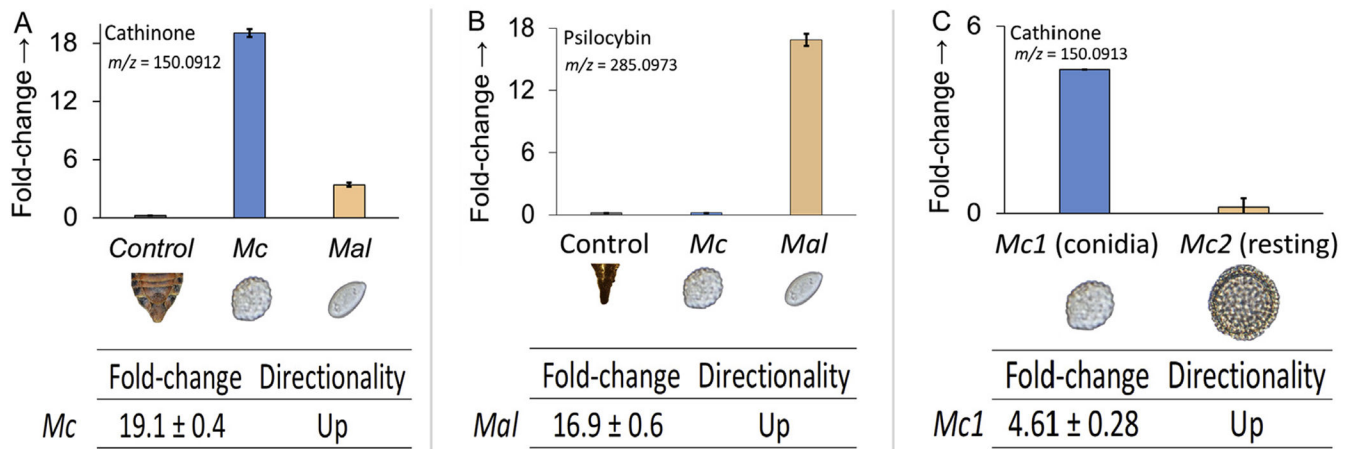 A
Fold-change →
18
12
6
0
Cathinone
m/z = 150.0912
Control Mc Mal
Fold-change Directionality
Mc 19.1 ± 0.4 Up
B
Fold-change →
18
12
6
0
Psilocybin
m/z = 285.0973
Control Mc Mal
Fold-change Directionality
Mal 16.9 ± 0.6 Up
C
Fold-change →
6
0
Cathinone
m/z = 150.0913
Mc1 (conidia) Mc2 (resting)
Fold-change Directionality
Mc1 4.61 ± 0.28 Up